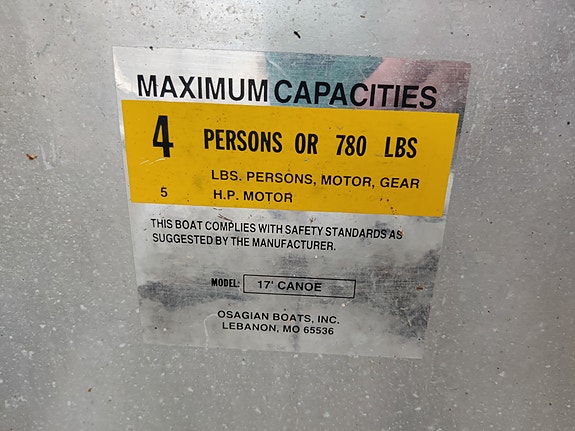 MAXIMUM CAPACITIES
4 PERSONS OR 780 LBS
LBS. PERSONS, MOTOR, GEAR
5 H.P. MOTOR
THIS BOAT COMPLIES WITH SAFETY STANDARDS AS
SUGGESTED BY THE MANUFACTURER.
MODEL: 17' CANOE
OSAGIAN BOATS, INC.
LEBANON, MO 65536